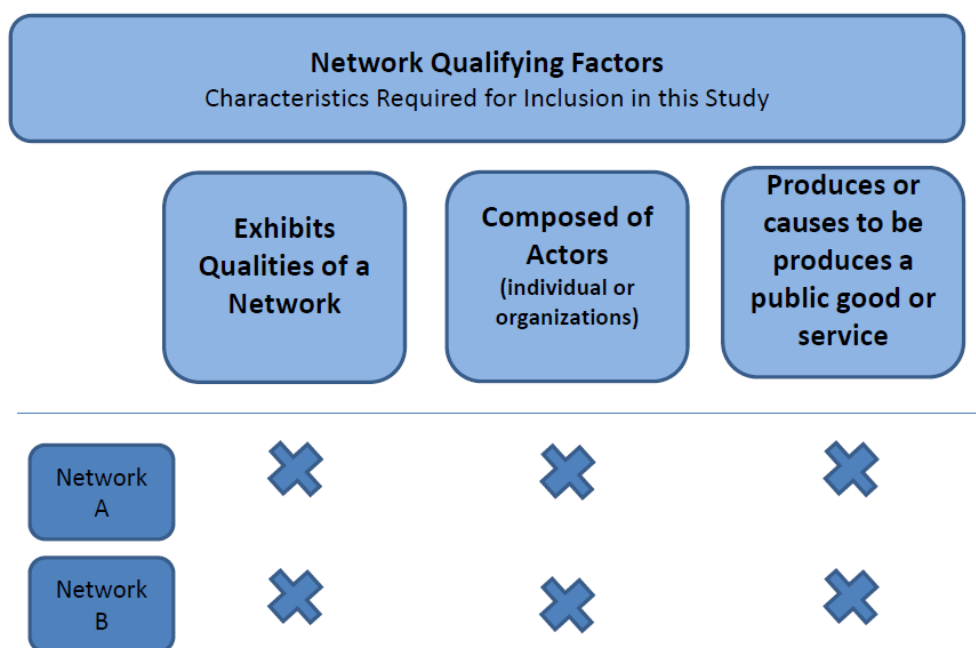 Network Qualifying Factors
Characteristics Required for Inclusion in this Study
Exhibits
Qualities of a
Network
Composed of
Actors
(individual or
organizations)
Produces or
causes to be
produces a
public good or
service
Network
A
Network
B